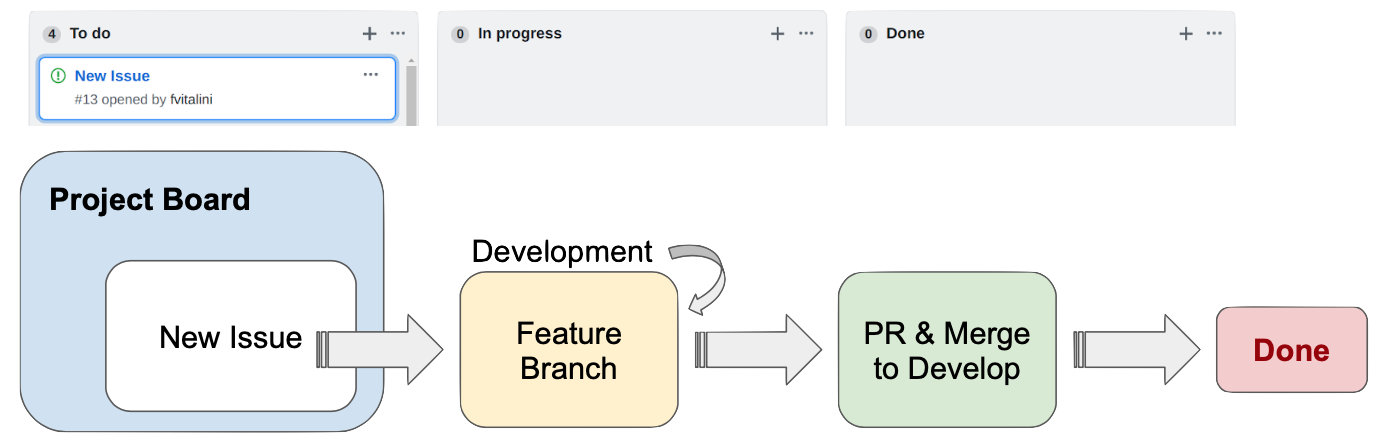 4 To do
0 In progress
0 Done
New Issue
#13 opened by fvitalini
Project Board
New Issue
Development
Feature
Branch
PR & Merge
to Develop
Done